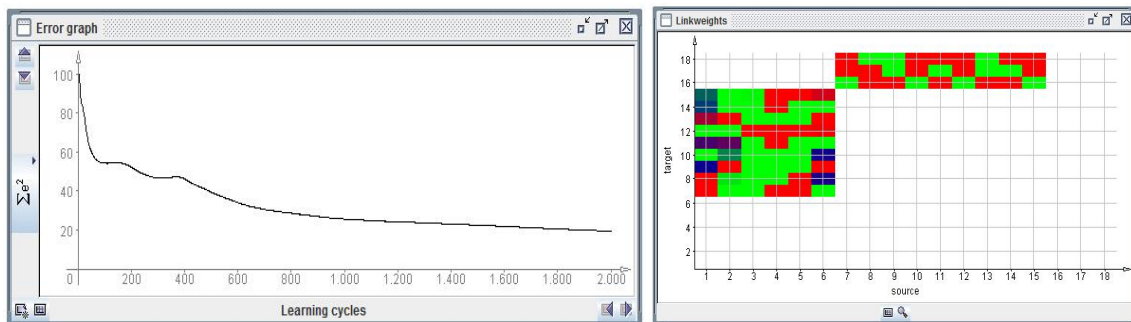 Error graph
100
80
60
40
20
0
200 400 600 800 1.000 1.200 1.400 1.600 1.800 2.000
Σe²
Learning cycles
Linkweights
18
16
14
12
10
8
6
4
2
target
1 2 3 4 5 6 7 8 9 10 11 12 13 14 15 16 17 18
source